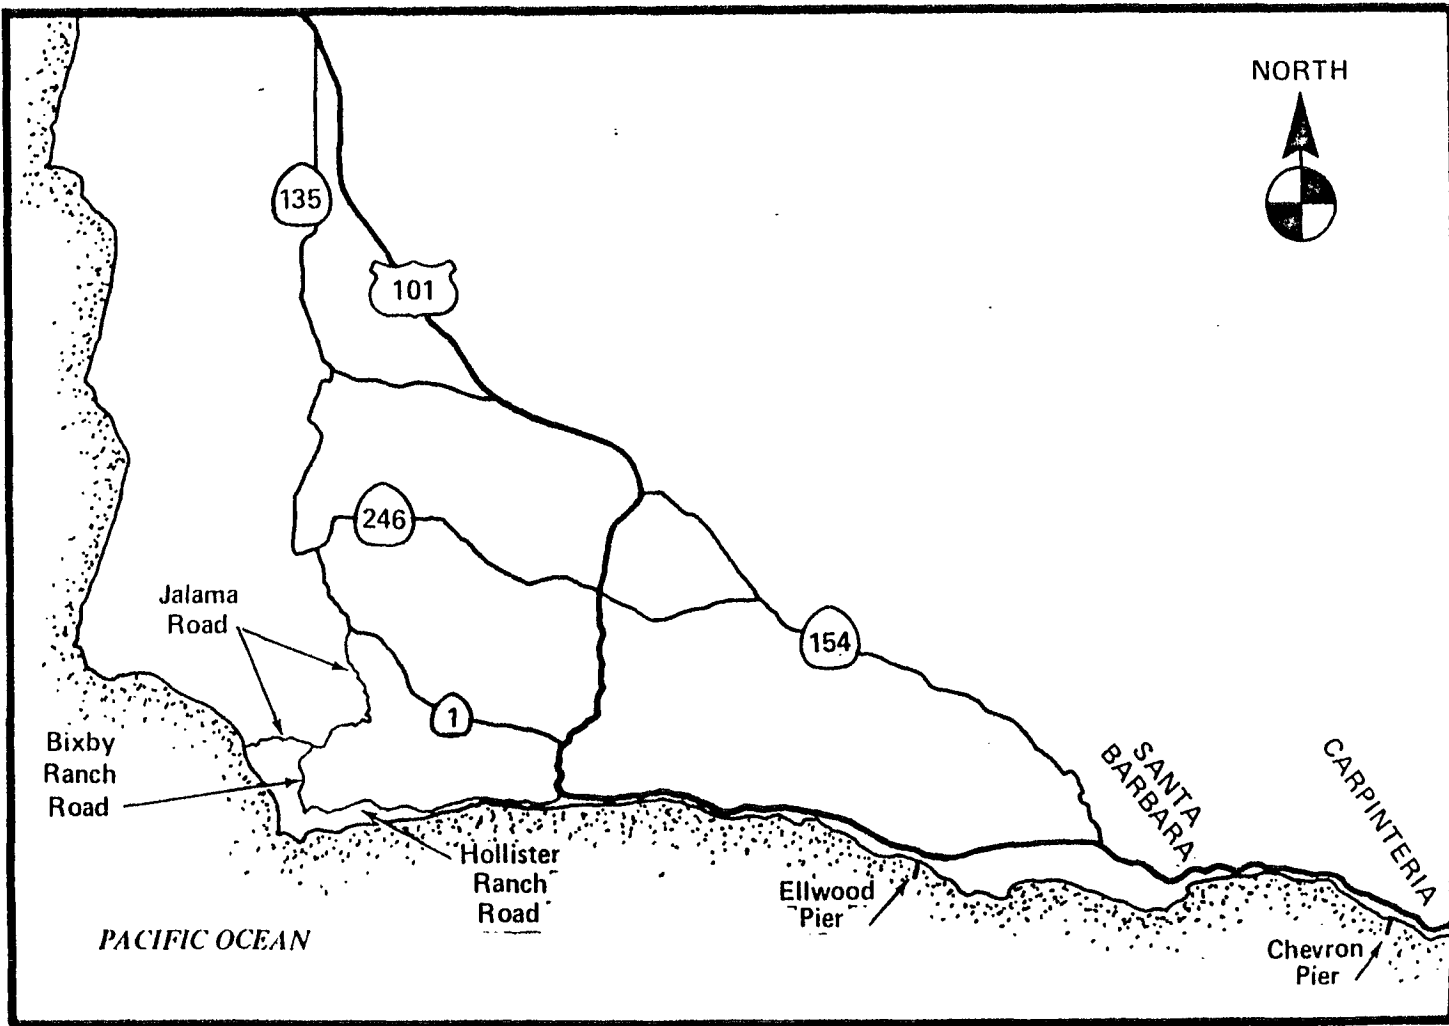 NORTH
135
101
246
Jalama
Road
154
1
Bixby
Ranch
Road
SANTA
BARBARA
CARPINTERIA
Hollister
Ranch
Road
Ellwood
Pier
Chevron
Pier
PACIFIC OCEAN